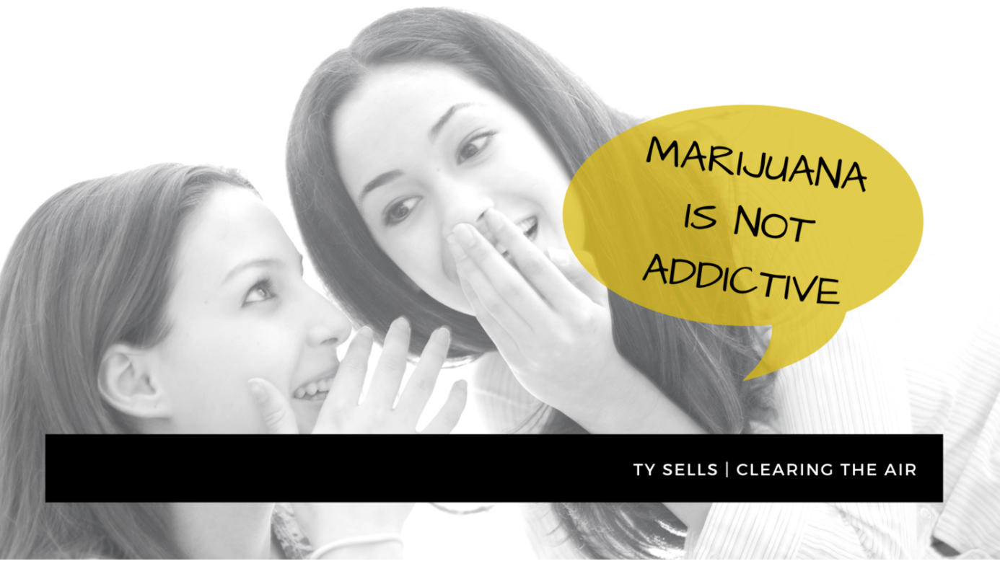 MARIJUANA
IS NOT
ADDICTIVE
TY SELLS | CLEARING THE AIR